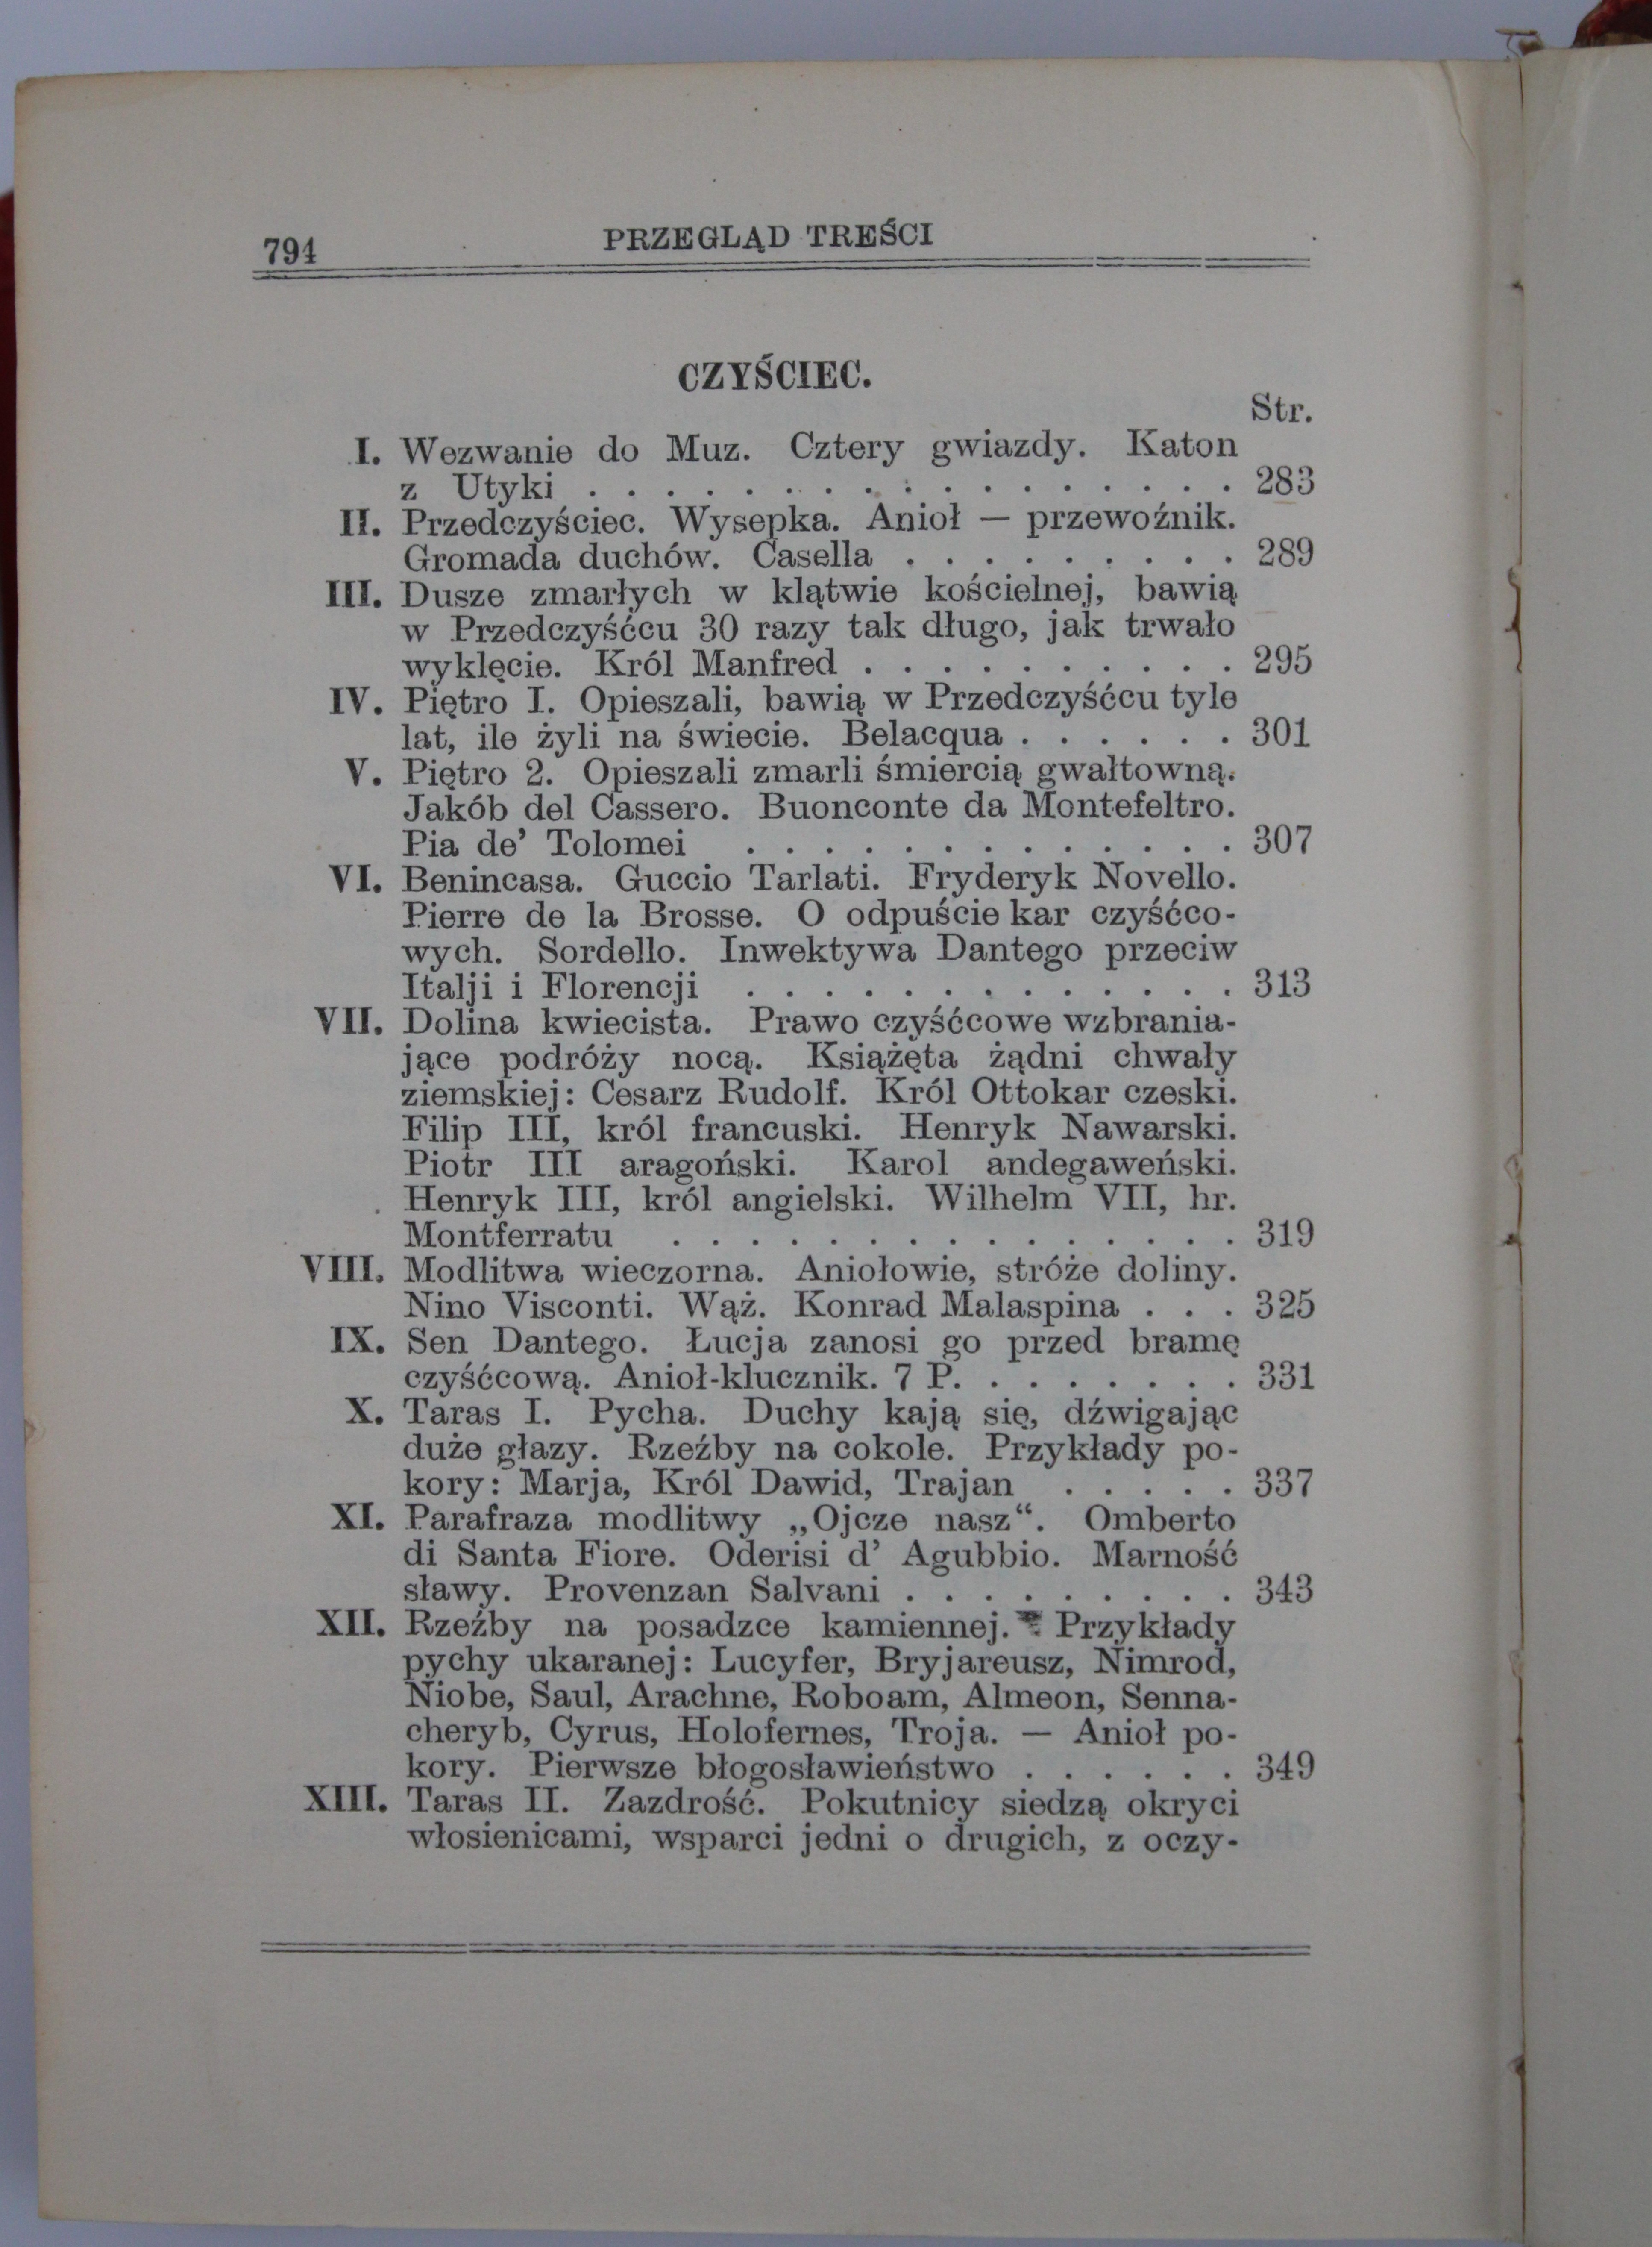 794
PRZEGLĄD TREŚCI
CZYŚCIEC.
Str.
I. Wezwanie do Muz. Cztery gwiazdy. Katon
z Utyki . . . . . . . . . . . . . . . . . 283
II. Przedczyściec. Wysepka. Anioł — przewoźnik.
Gromada duchów. Casella . . . . . . . . . 289
III. Dusze zmarłych w klątwie kościelnej, bawią
w Przedczyśćcu 30 razy tak długo, jak trwało
wyklęcie. Król Manfred . . . . . . . . . . 295
IV. Piętro I. Opieszali, bawią w Przedczyśćcu tyle
lat, ile żyli na świecie. Belacqua . . . . . . 301
V. Piętro 2. Opieszali zmarli śmiercią gwałtowną.
Jakób del Cassero. Buonconte da Montefeltro.
Pia de’ Tolomei . . . . . . . . . . . . . 307
VI. Benincasa. Guccio Tarlati. Fryderyk Novello.
Pierre de la Brosse. O odpuście kar czyśćco-
wych. Sordello. Inwektywa Dantego przeciw
Italji i Florencji . . . . . . . . . . . . . 313
VII. Dolina kwiecista. Prawo czyśćcowe wzbrania-
jące podróży nocą. Książęta żądni chwały
ziemskiej: Cesarz Rudolf. Król Ottokar czeski.
Filip III, król francuski. Henryk Nawarski.
Piotr III aragoński. Karol andegaweński.
Henryk III, król angielski. Wilhelm VII, hr.
Montferratu . . . . . . . . . . . . . . . 319
VIII. Modlitwa wieczorna. Aniołowie, stróże doliny.
Nino Visconti. Wąż. Konrad Malaspina . . . 325
IX. Sen Dantego. Łucja zanosi go przed bramę
czyśćcową. Anioł-klucznik. 7 P. . . . . . . . 331
X. Taras I. Pycha. Duchy kają się, dźwigając
duże głazy. Rzeźby na cokole. Przykłady po-
kory: Marja, Król Dawid, Trajan . . . . . 337
XI. Parafraza modlitwy „Ojcze nasz“. Omberto
di Santa Fiore. Oderisi d’ Agubbio. Marność
sławy. Provenzan Salvani . . . . . . . . . 343
XII. Rzeźby na posadzce kamiennej. Przykłady
pychy ukaranej: Lucyfer, Bryjareusz, Nimrod,
Niobe, Saul, Arachne, Roboam, Almeon, Senna-
cheryb, Cyrus, Holofernes, Troja. — Anioł po-
kory. Pierwsze błogosławieństwo . . . . . . 349
XIII. Taras II. Zazdrość. Pokutnicy siedzą okryci
włosienicami, wsparci jedni o drugich, z oczy-